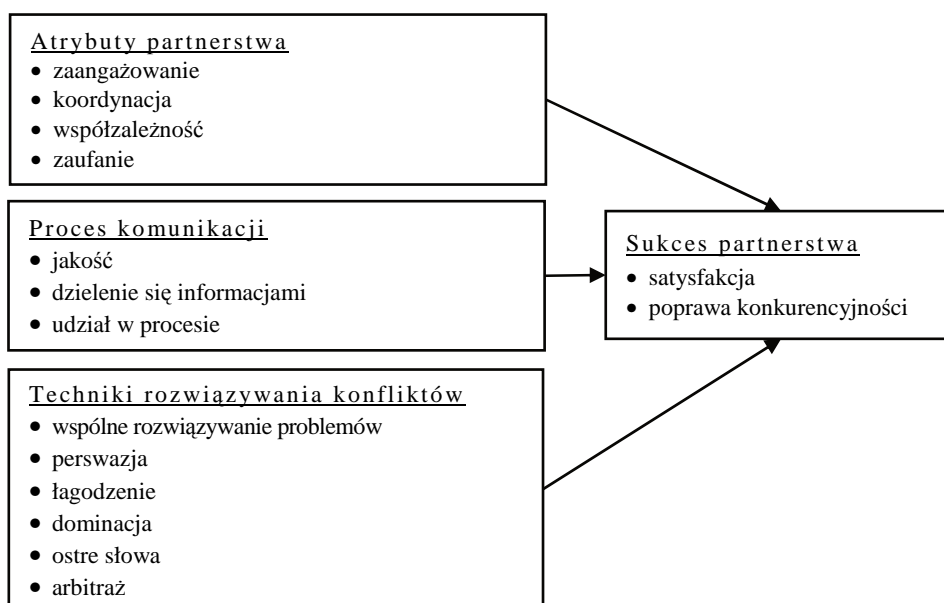 Atrybuty partnerstwa
• zaangażowanie
• koordynacja
• współzależność
• zaufanie
Proces komunikacji
• jakość
• dzielenie się informacjami
• udział w procesie
Sukces partnerstwa
• satysfakcja
• poprawa konkurencyjności
Techniki rozwiązywania konfliktów
• wspólne rozwiązywanie problemów
• perswazja
• łagodzenie
• dominacja
• ostre słowa
• arbitraż